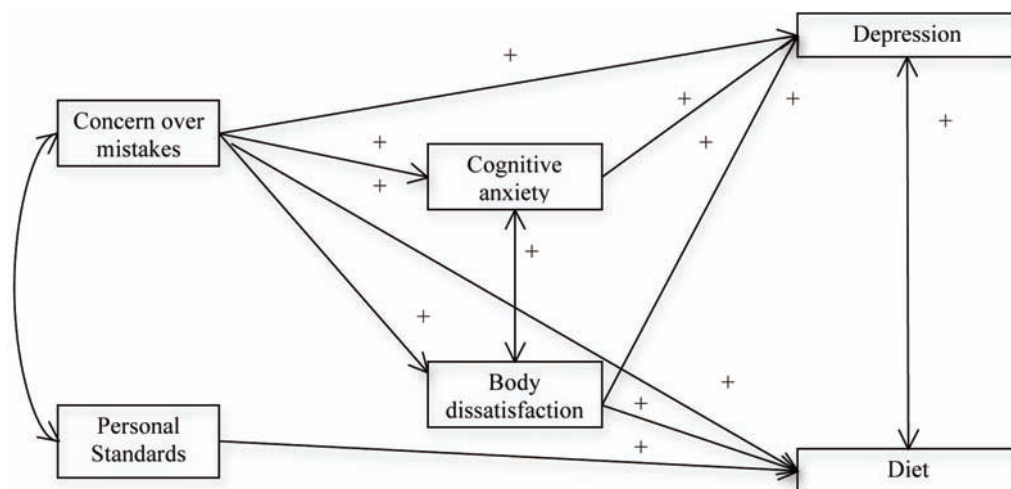 Depression
+
+ +
+
Concern over
mistakes
+
+
Cognitive
anxiety
+
+
+
+
Body
dissatisfaction
+
+
Personal
Standards
+
Diet